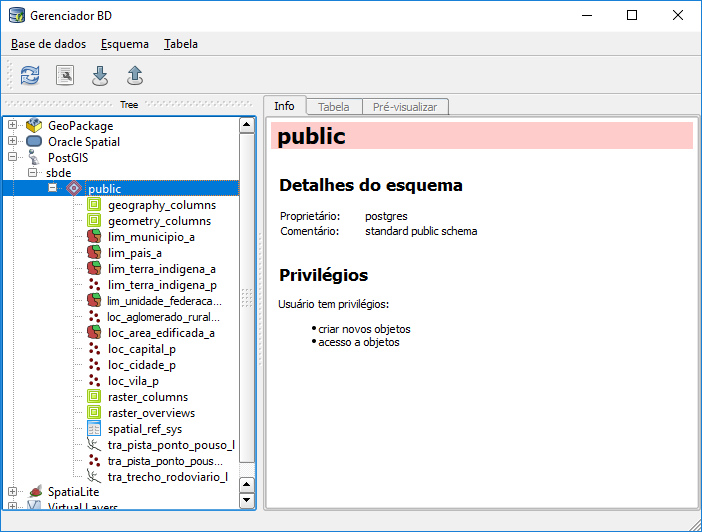 Gerenciador BD
Base de dados Esquema Tabela
Tree
GeoPackage
Oracle Spatial
PostGIS
sbde
public
geography_columns
geometry_columns
lim_municipio_a
lim_pais_a
lim_terra_indigena_a
lim_terra_indigena_p
lim_unidade_federaca...
loc_aglomerado_rural...
loc_area_edificada_a
loc_capital_p
loc_cidade_p
loc_vila_p
raster_columns
raster_overviews
spatial_ref_sys
tra_pista_ponto_pouso_l
tra_pista_ponto_pous...
tra_trecho_rodoviario_l
SpatiaLite
Virtual Layers
Info Tabela Pré-visualizar
public
Detalhes do esquema
Proprietário: postgres
Comentário: standard public schema
Privilégios
Usuário tem privilégios:
• criar novos objetos
• acesso a objetos